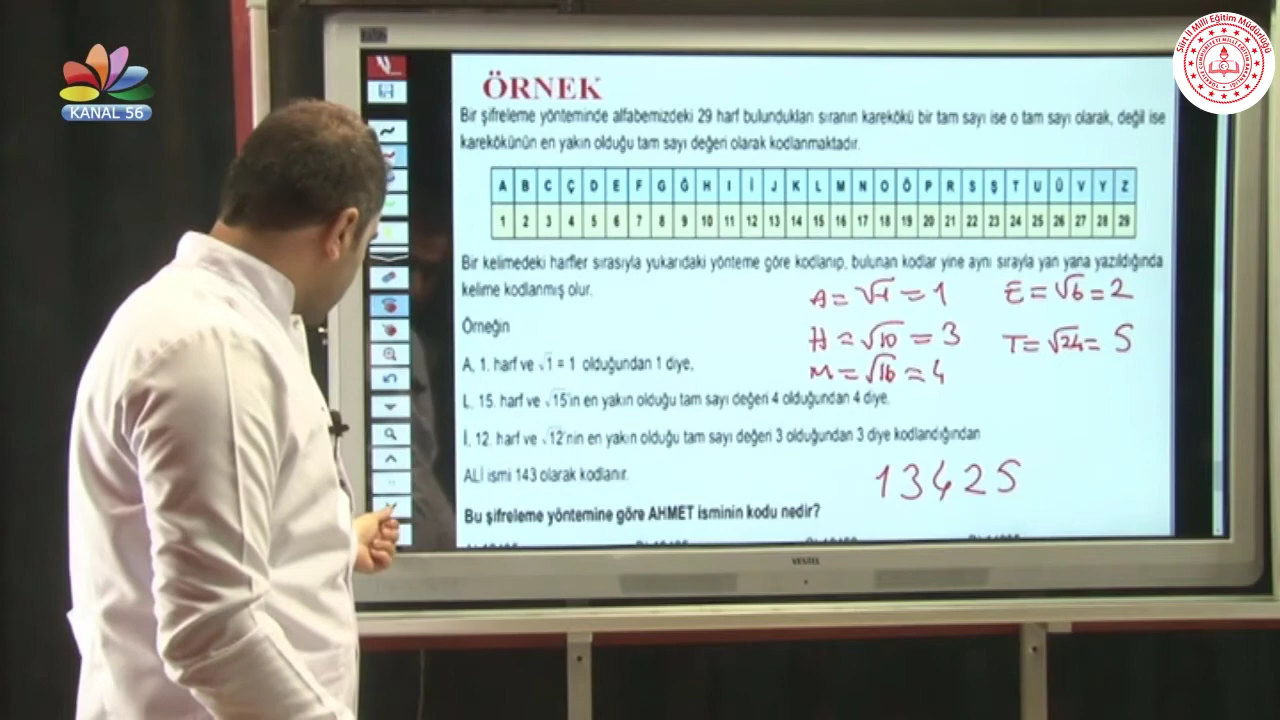 KANAL 56
Siirt İl Milli Eğitim Müdürlüğü
ÖRNEK
Bir şifreleme yönteminde alfabemizdeki 29 harf bulundukları sıranın karekökü bir tam sayı ise o tam sayı olarak, değil ise
karekökünün en yakın olduğu tam sayı değeri olarak kodlanmaktadır.
A B C Ç D E F G Ğ H I İ J K L M N O Ö P R S Ş T U Ü V Y Z
1 2 3 4 5 6 7 8 9 10 11 12 13 14 15 16 17 18 19 20 21 22 23 24 25 26 27 28 29
Bir kelimedeki harfler sırasıyla yukarıdaki yönteme göre kodlanıp, bulunan kodlar yine aynı sırayla yan yana yazıldığında
kelime kodlanmış olur.
A = √1 = 1 E = √6 = 2
Örneğin
H = √10 = 3 T = √24 = 5
A, 1. harf ve √1 = 1 olduğundan 1 diye,
M = √16 = 4
L, 15. harf ve √15'in en yakın olduğu tam sayı değeri 4 olduğundan 4 diye,
İ, 12. harf ve √12'nin en yakın olduğu tam sayı değeri 3 olduğundan 3 diye kodlandığından
ALİ ismi 143 olarak kodlanır.
13425
Bu şifreleme yöntemine göre AHMET isminin kodu nedir?
VESTEL